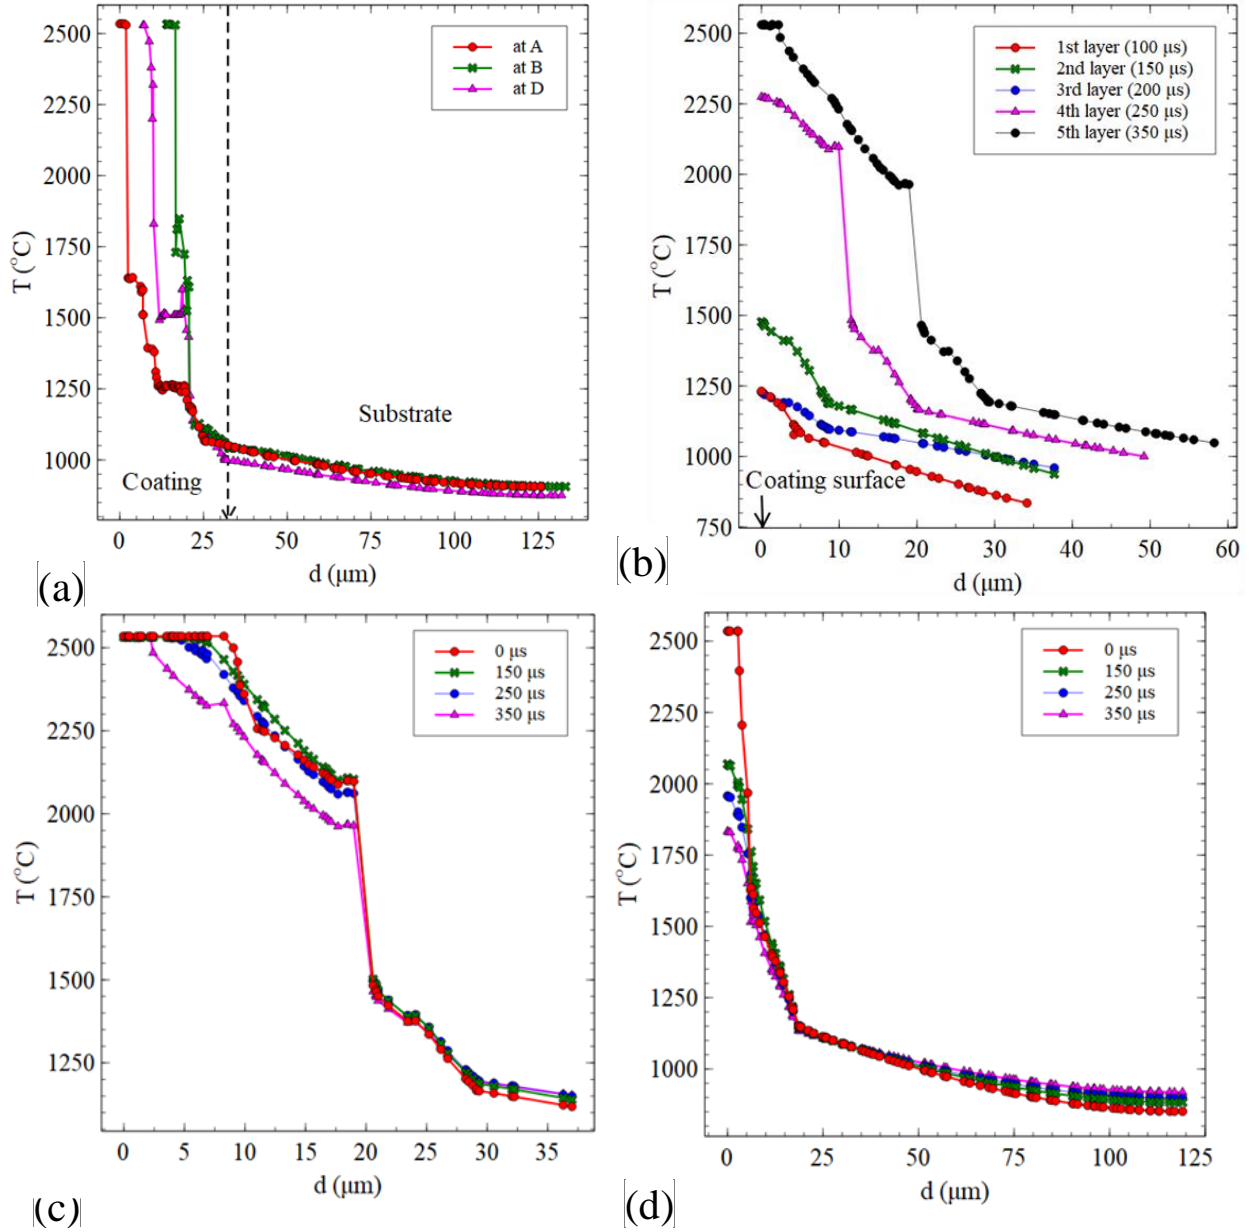 2500
2250
2000
1750
1500
1250
1000
T (°C)
at A
at B
at D
Substrate
Coating
0
25
50
75
100
125
d (μm)
(a)
2500
2250
2000
1750
1500
1250
1000
750
T (°C)
1st layer (100 μs)
2nd layer (150 μs)
3rd layer (200 μs)
4th layer (250 μs)
5th layer (350 μs)
Coating surface
0
10
20
30
40
50
60
d (μm)
(b)
2500
2250
2000
1750
1500
1250
T (°C)
0 μs
150 μs
250 μs
350 μs
0
5
10
15
20
25
30
35
d (μm)
(c)
2500
2250
2000
1750
1500
1250
1000
T (°C)
0 μs
150 μs
250 μs
350 μs
0
25
50
75
100
125
d (μm)
(d)